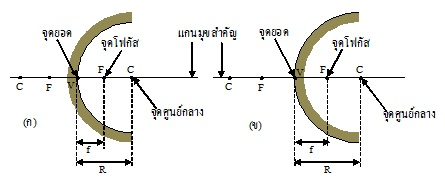 จุดยอด
จุดโฟกัส
แกนมุขสำคัญ
จุดยอด
จุดโฟกัส
C F V F C
C F V F C
จุดศูนย์กลาง
จุดศูนย์กลาง
(ก)
(ข)
f
f
R
R